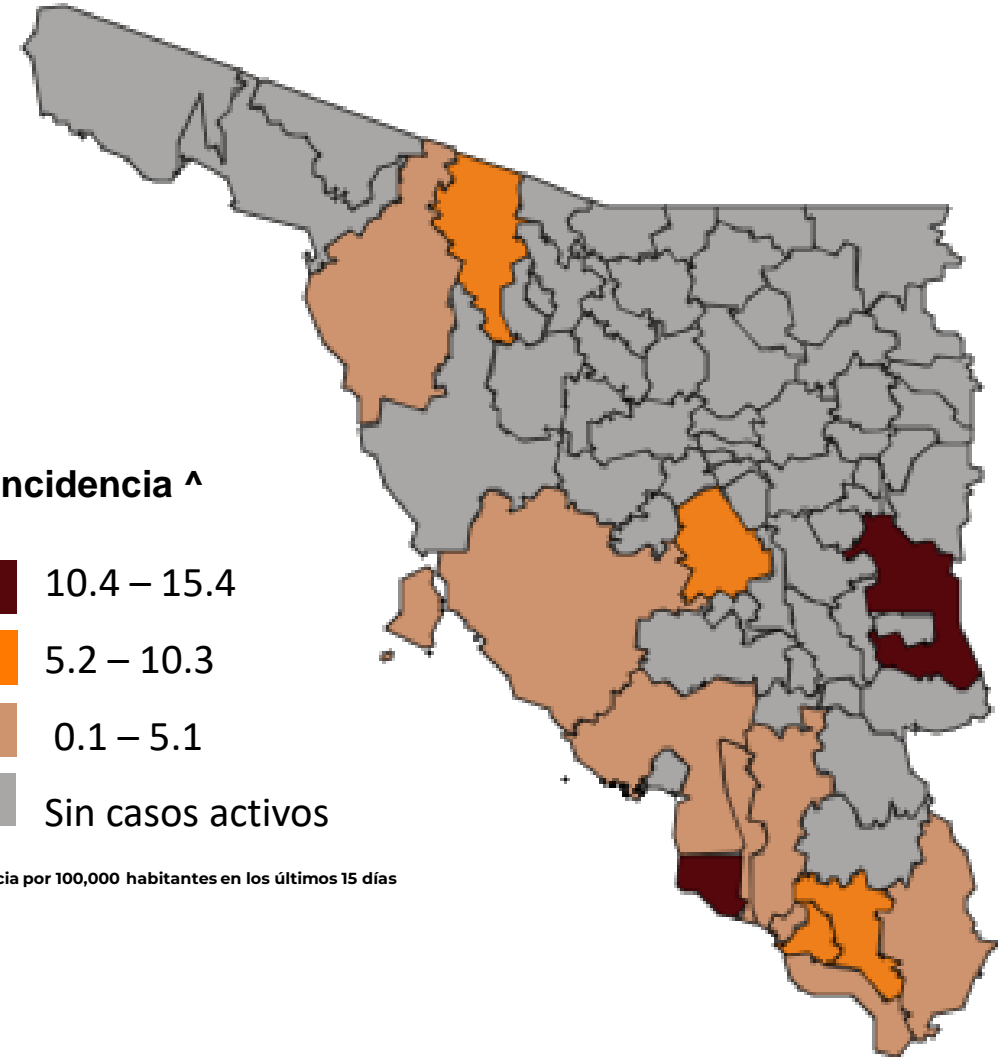 ncidencia ^
10.4 – 15.4
5.2 – 10.3
0.1 – 5.1
Sin casos activos
cia por 100,000 habitantes en los últimos 15 días